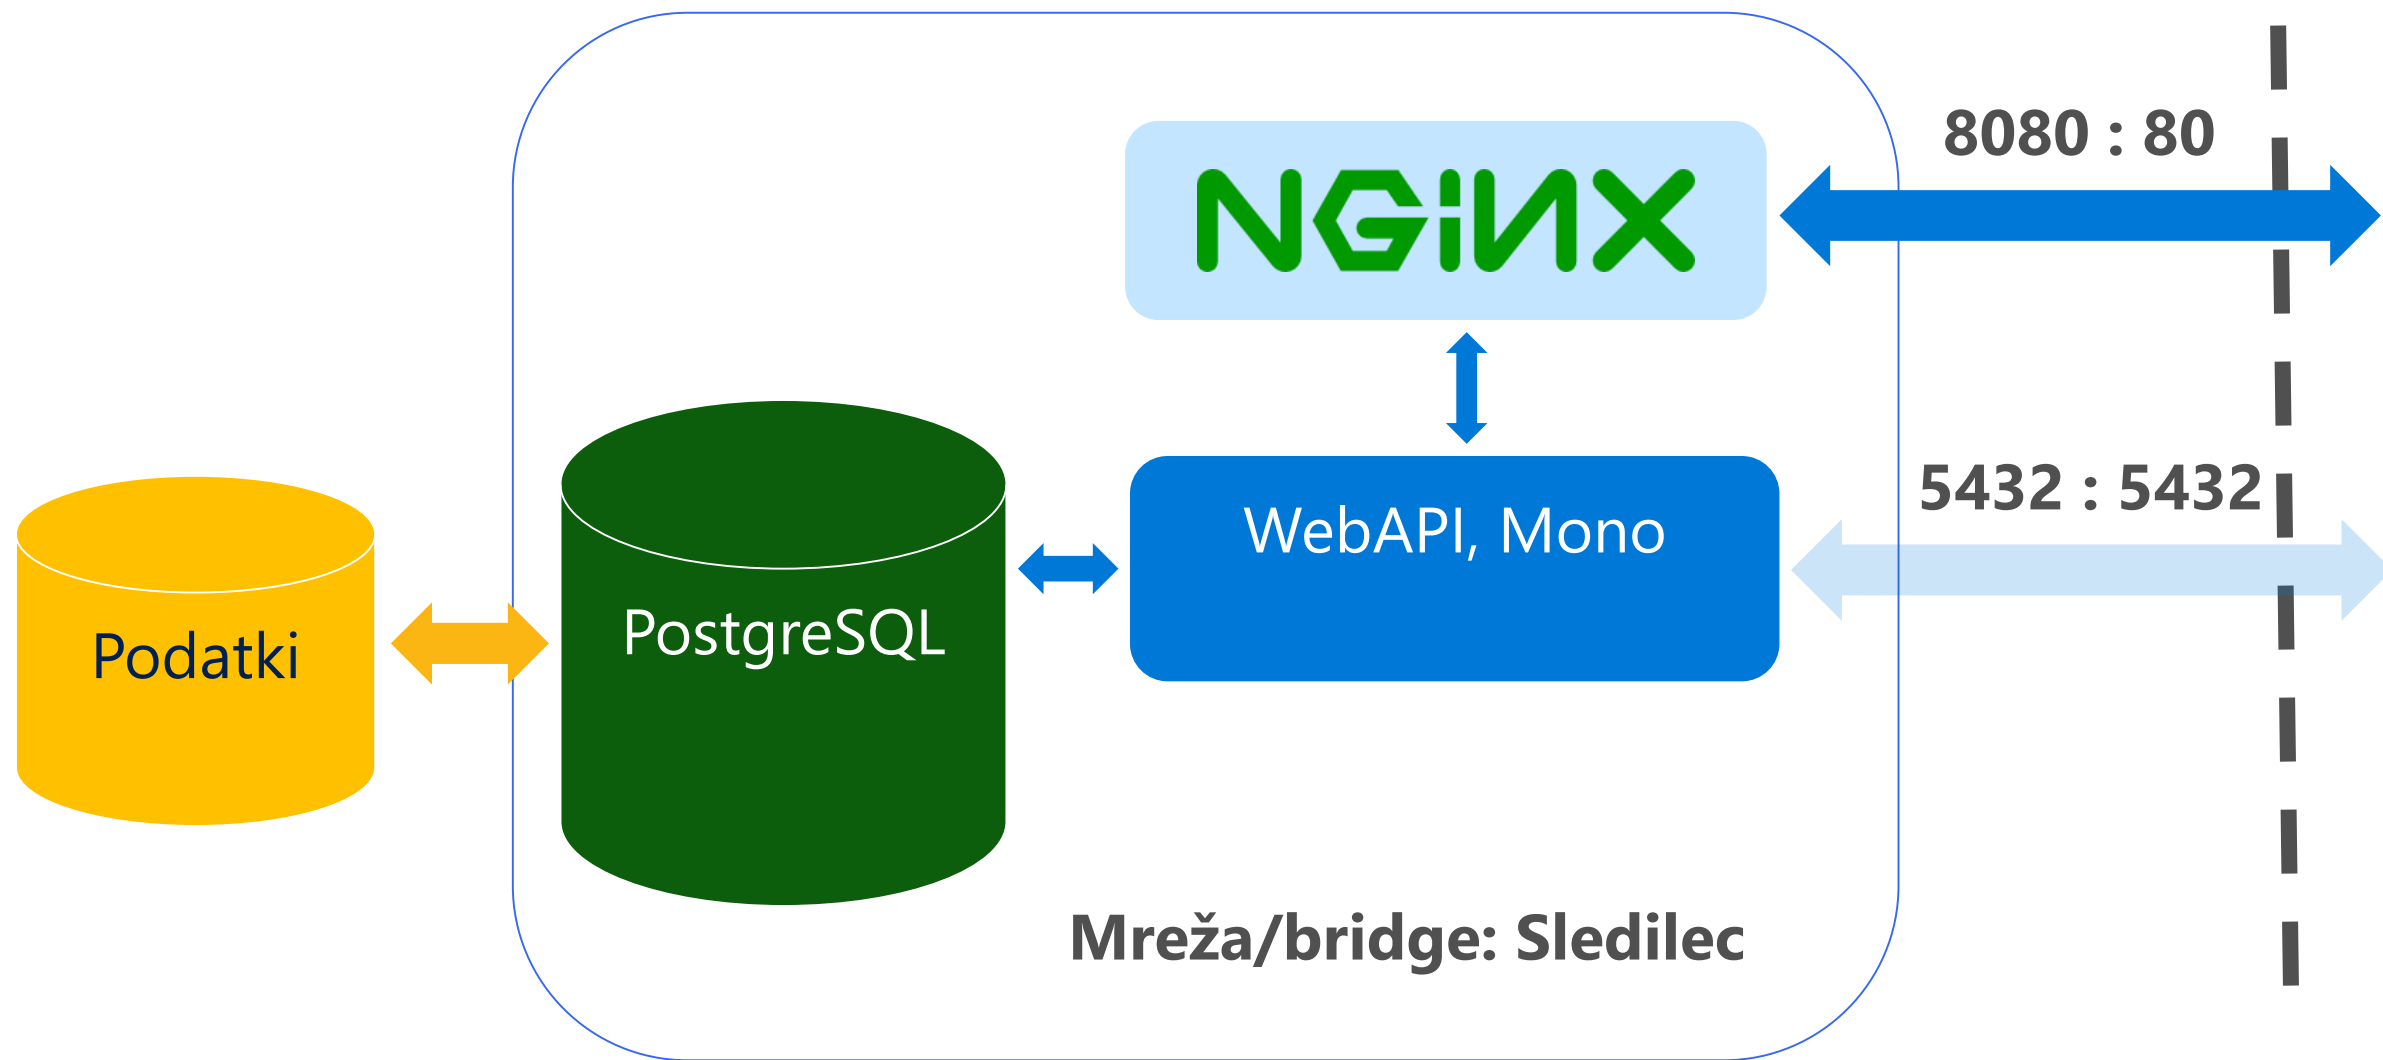 8080 : 80
NGINX
5432 : 5432
WebAPI, Mono
PostgreSQL
Podatki
Mreža/bridge: Sledilec